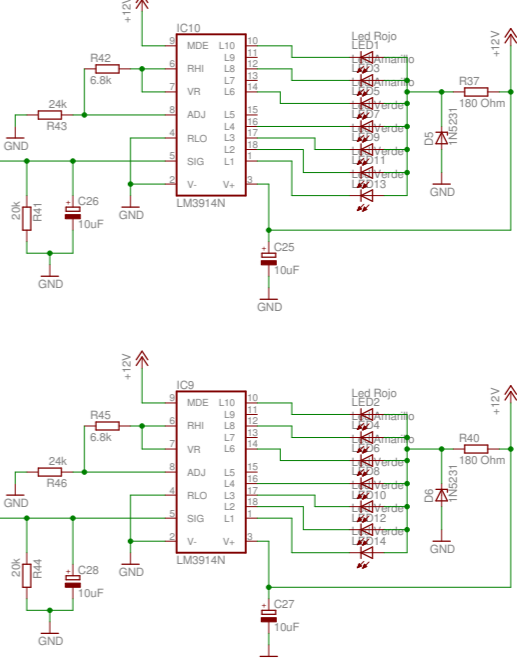 +12V
IC10
9 MDE L10 10
L9 11
6 RHI L8 12
L7 13
7 VR L6 14
8 ADJ L5 15
L4 16
4 RLO L3 17
L2 18
5 SIG L1 1
2 V- V+ 3
LM3914N
R42
6.8k
24k
R43
GND
20k
R41
C26
10uF
GND
GND
C25
10uF
GND
Led Rojo
LED1
Amarillo
LED3
Amarillo
LED5
Verde
LED7
Verde
LED9
Verde
LED11
Verde
LED13
+12V
R37
180 Ohm
D5
1N5231
GND
+12V
IC9
9 MDE L10 10
L9 11
6 RHI L8 12
L7 13
7 VR L6 14
8 ADJ L5 15
L4 16
4 RLO L3 17
L2 18
5 SIG L1 1
2 V- V+ 3
LM3914N
R45
6.8k
24k
R46
GND
20k
R44
C28
10uF
GND
GND
C27
10uF
Led Rojo
LED2
Amarillo
LED4
Amarillo
LED6
Verde
LED8
Verde
LED10
Verde
LED12
Verde
LED14
+12V
R40
180 Ohm
D6
1N5231
GND